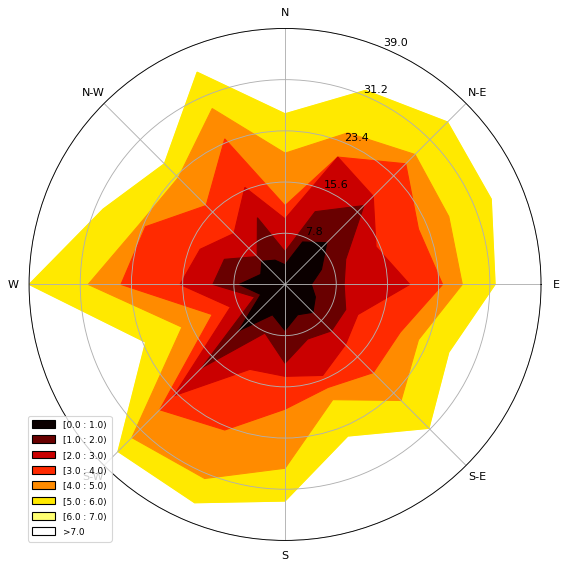 N
39.0
N-W
31.2
N-E
23.4
15.6
7.8
W
E
[0.0 : 1.0)
[1.0 : 2.0)
[2.0 : 3.0)
[3.0 : 4.0)
[4.0 : 5.0)
[5.0 : 6.0)
[6.0 : 7.0)
>7.0
S-W
S-E
S